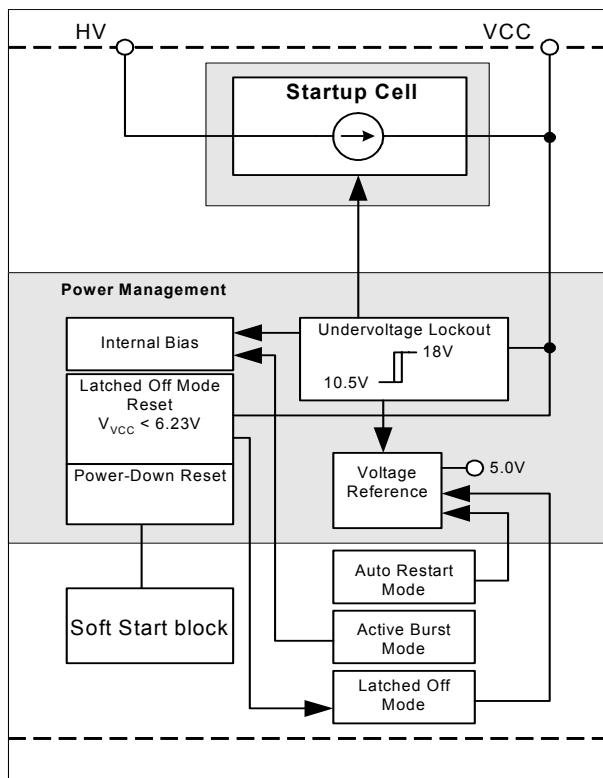 HV
VCC
Startup Cell
Power Management
Internal Bias
Undervoltage Lockout
18V
10.5V
Latched Off Mode
Reset
VVCC < 6.23V
Power-Down Reset
Voltage
Reference
5.0V
Auto Restart
Mode
Soft Start block
Active Burst
Mode
Latched Off
Mode